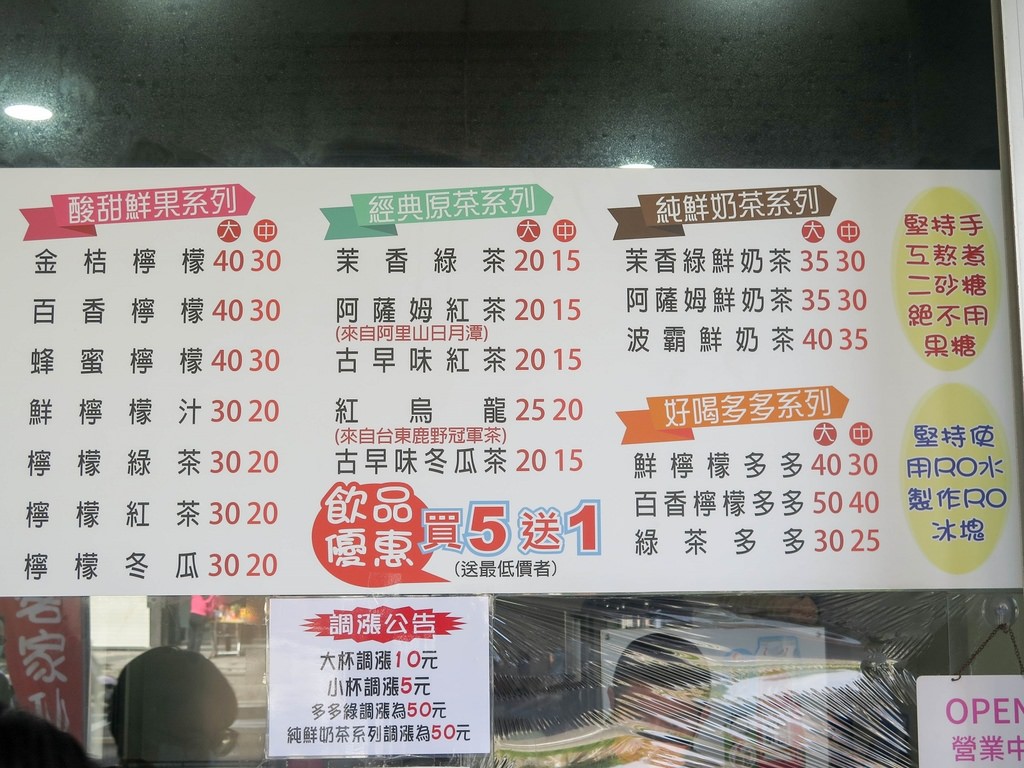 酸甜鮮果系列
大 中
金桔檸檬 40 30
百香檸檬 40 30
蜂蜜檸檬 40 30
鮮檸檬汁 30 20
檸檬綠茶 30 20
檸檬紅茶 30 20
檸檬冬瓜 30 20
經典原茶系列
大 中
茉香綠茶 20 15
阿薩姆紅茶 20 15
(來自阿里山日月潭)
古早味紅茶 20 15
紅烏龍 25 20
(來自台東鹿野冠軍茶)
古早味冬瓜茶 20 15
飲品
優惠
買5送1
(送最低價者)
純鮮奶茶系列
大 中
茉香綠鮮奶茶 35 30
阿薩姆鮮奶茶 35 30
波霸鮮奶茶 40 35
好喝多多系列
大 中
鮮檸檬多多 40 30
百香檸檬多多 50 40
綠茶多多 30 25
堅持手
工熬煮
二砂糖
絕不用
果糖
堅持使
用RO水
製作RO
冰塊
調漲公告
大杯調漲10元
小杯調漲5元
多多綠調漲為50元
純鮮奶茶系列調漲為50元
客家
OPEN
營業中